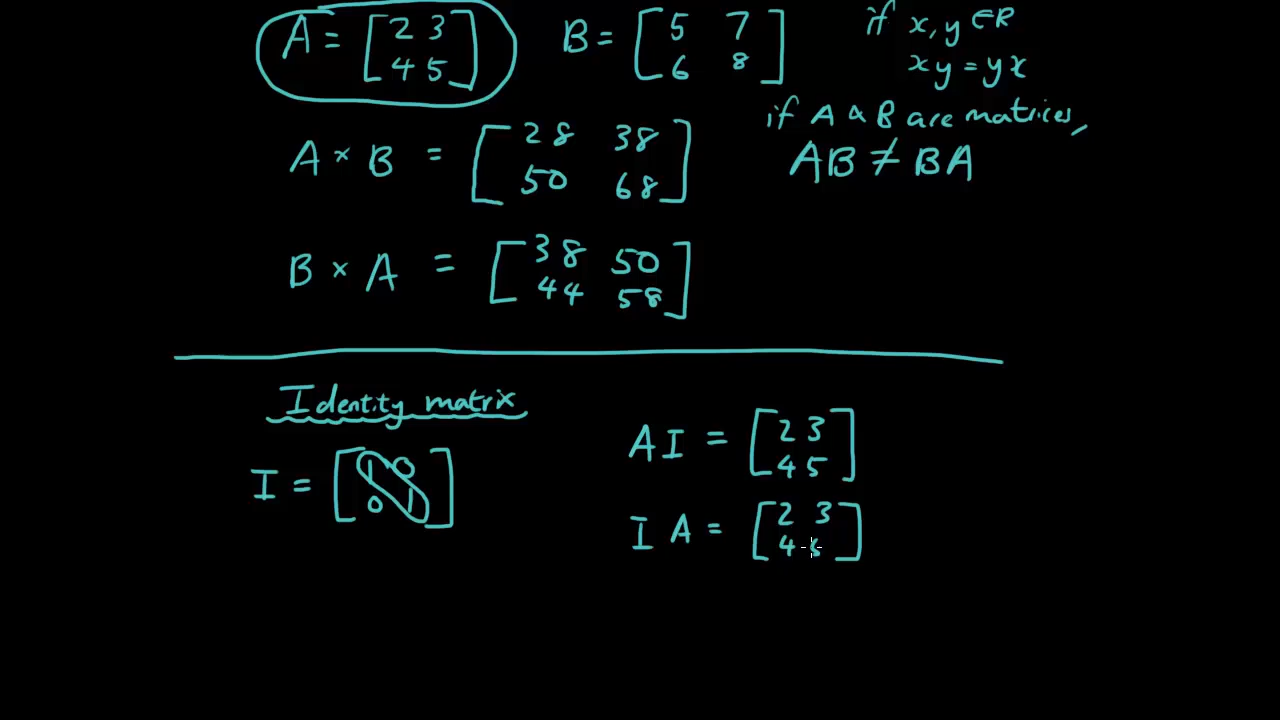 A = [2 3 B = [5 7 if x, y ∈ R
4 5] 6 8] xy = yx
if A & B are matrices,
A × B = [28 38 AB ≠ BA
50 68]
B × A = [38 50
44 58]
Identity matrix
AI = [2 3
4 5]
I = [1 0
0 1]
I A = [2 3
4 5]